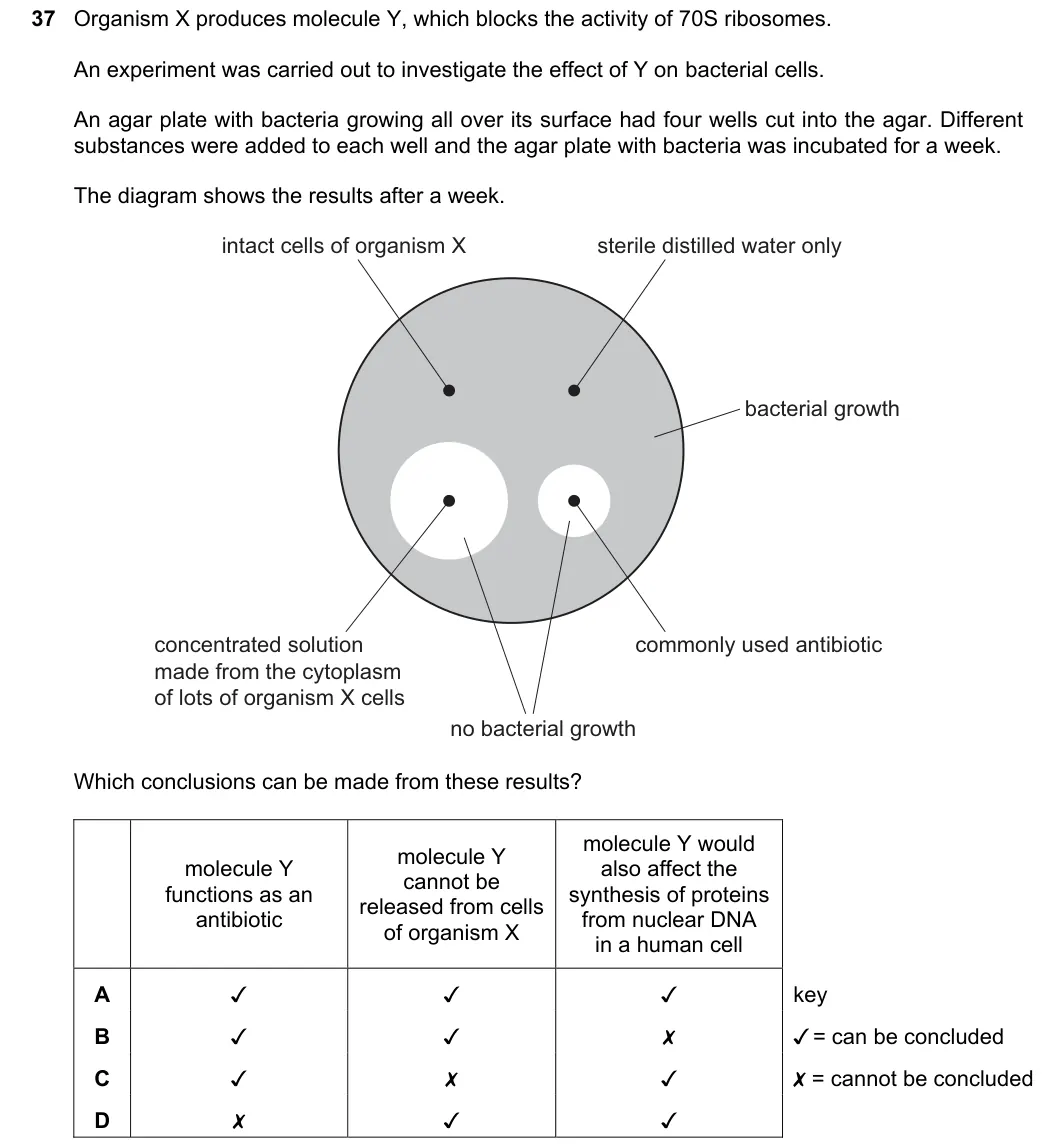 37 Organism X produces molecule Y, which blocks the activity of 70S ribosomes.
An experiment was carried out to investigate the effect of Y on bacterial cells.
An agar plate with bacteria growing all over its surface had four wells cut into the agar. Different
substances were added to each well and the agar plate with bacteria was incubated for a week.
The diagram shows the results after a week.
intact cells of organism X
sterile distilled water only
bacterial growth
concentrated solution
made from the cytoplasm
of lots of organism X cells
commonly used antibiotic
no bacterial growth
Which conclusions can be made from these results?
molecule Y
functions as an
antibiotic
molecule Y
cannot be
released from cells
of organism X
molecule Y would
also affect the
synthesis of proteins
from nuclear DNA
in a human cell
A ✓ ✓ ✓
B ✓ ✓ ✗
C ✓ ✗ ✓
D ✗ ✓ ✓
key
✓ = can be concluded
✗ = cannot be concluded